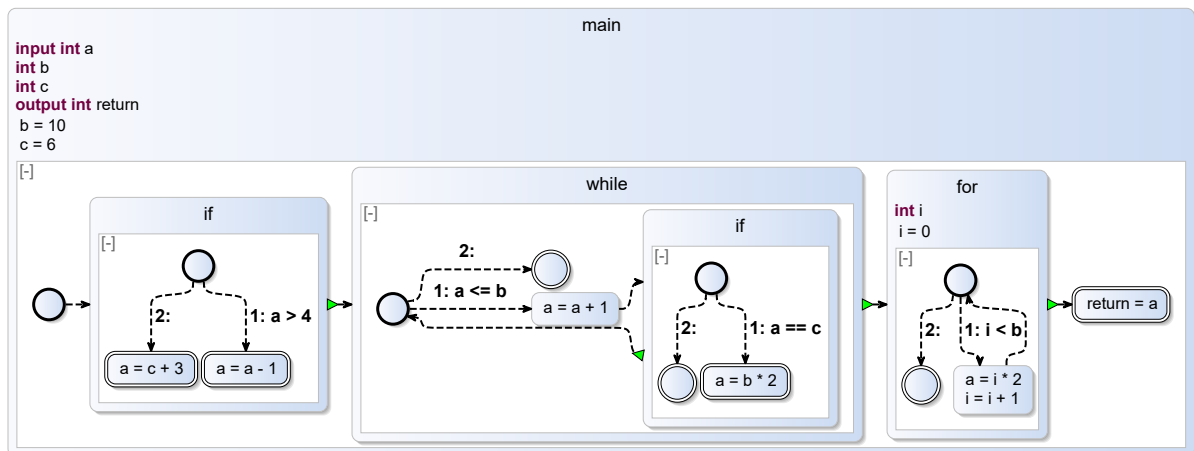 main
input int a
int b
int c
output int return
b = 10
c = 6
[-]
if
[-]
2:
1: a > 4
a = c + 3
a = a - 1
while
[-]
2:
1: a <= b
a = a + 1
if
[-]
2:
1: a == c
a = b * 2
for
int i
i = 0
[-]
2:
1: i < b
a = i * 2
i = i + 1
return = a